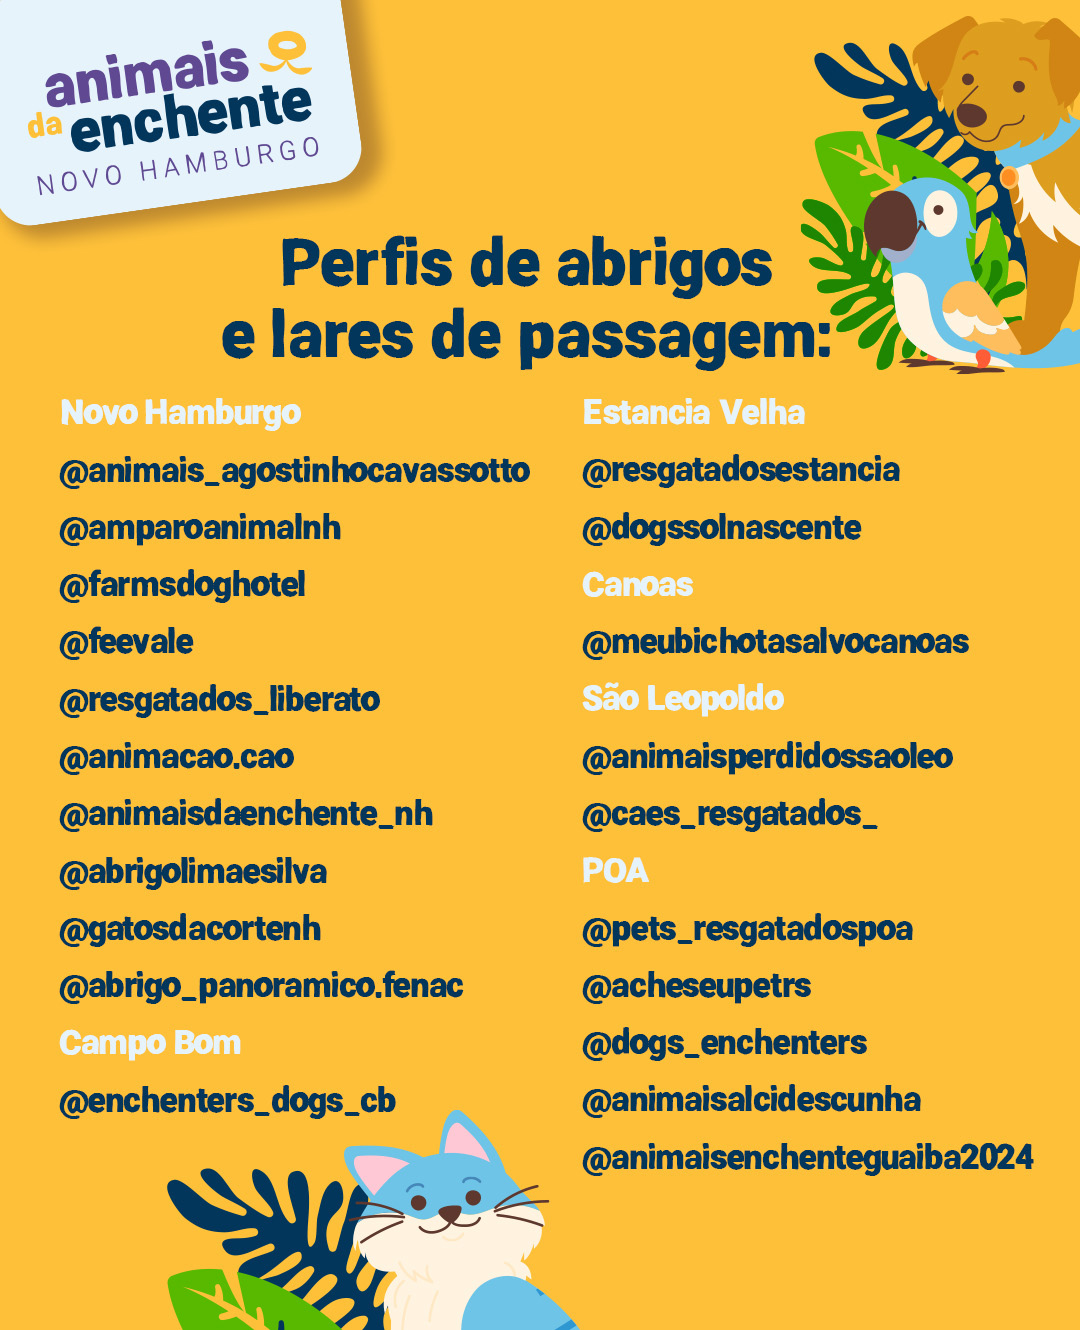 animais
da enchente
NOVO HAMBURGO
Perfis de abrigos
e lares de passagem:
Novo Hamburgo
@animais_agostinhocavassotto
@amparoanimalnh
@farmsdoghotel
@feevale
@resgatados_liberato
@animacao.cao
@animaisdaenchente_nh
@abrigolimaesilva
@gatosdacortenh
@abrigo_panoramico.fenac
Campo Bom
@enchenters_dogs_cb
Estancia Velha
@resgatadosestancia
@dogssolnascente
Canoas
@meubichotasalvocanoas
São Leopoldo
@animaisperdidossaoleo
@caes_resgatados_
POA
@pets_resgatadospoa
@acheseupetrs
@dogs_enchenters
@animaisalcidescunha
@animaisenchenteguaiba2024